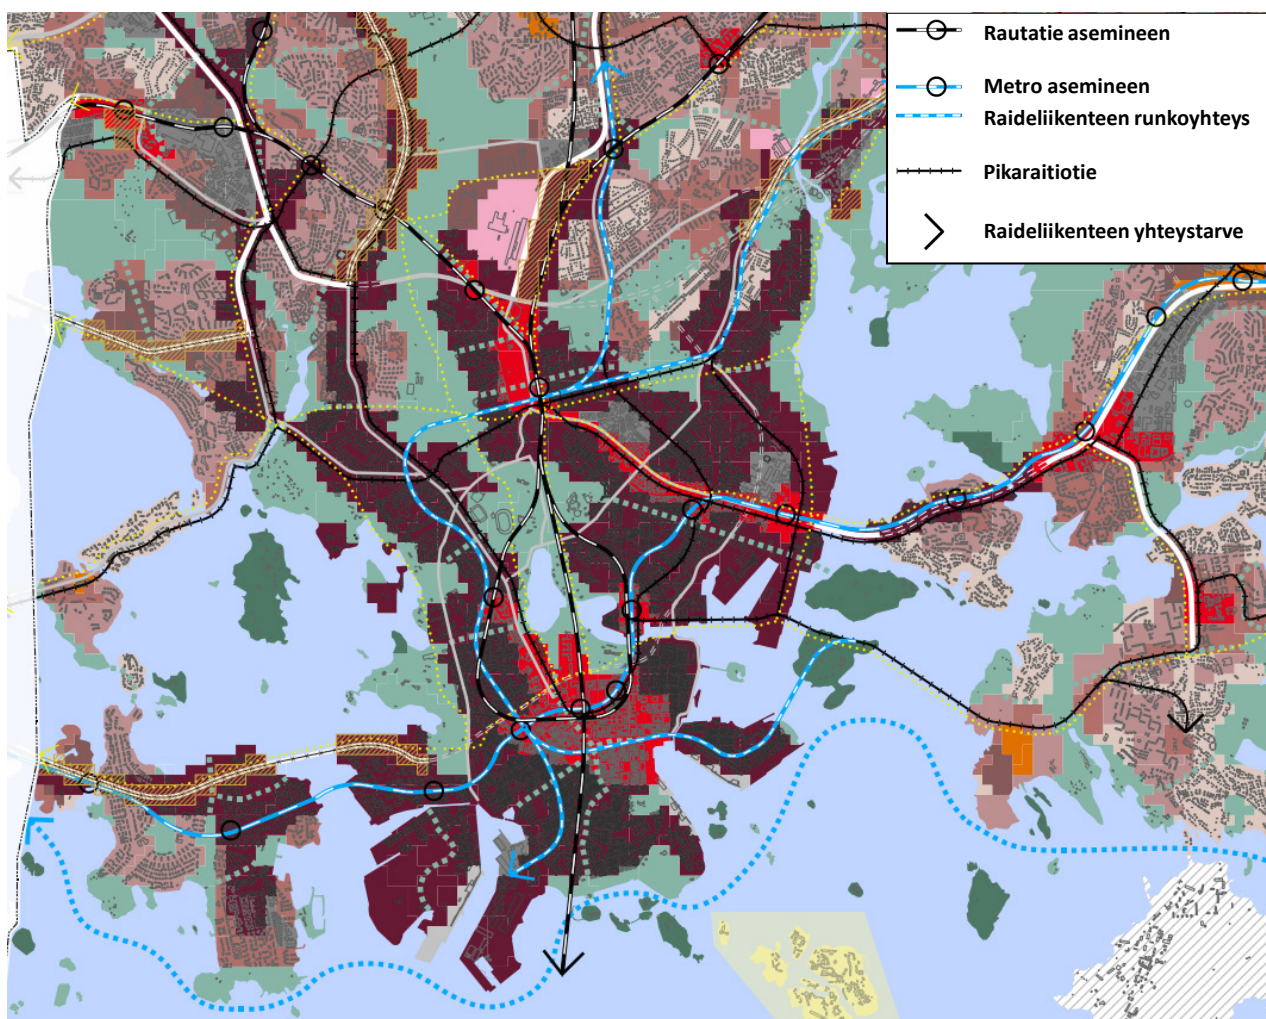 Rautatie asemineen
Metro asemineen
Raideliikenteen runkoyhteys
Pikaraitiotie
Raideliikenteen yhteystarve